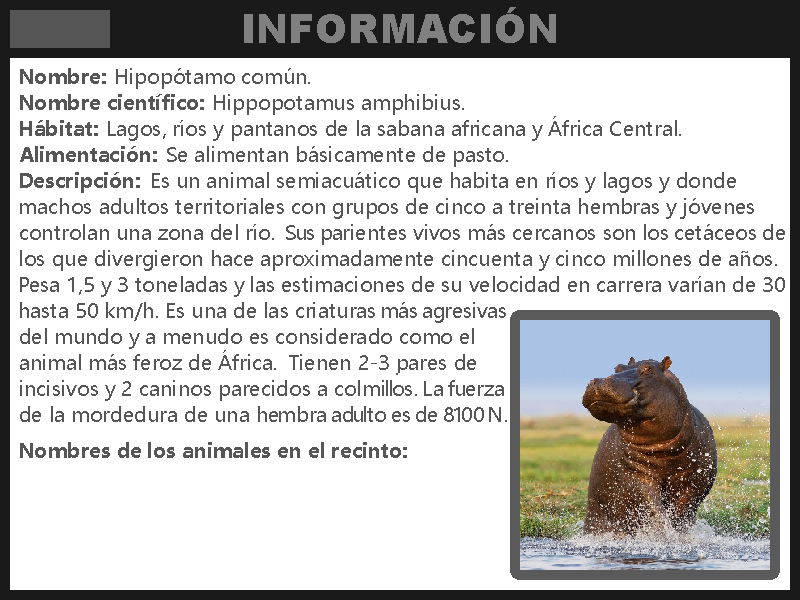 INFORMACIÓN
Nombre: Hipopótamo común.
Nombre científico: Hippopotamus amphibius.
Hábitat: Lagos, ríos y pantanos de la sabana africana y África Central.
Alimentación: Se alimentan básicamente de pasto.
Descripción: Es un animal semiacuático que habita en ríos y lagos y donde
machos adultos territoriales con grupos de cinco a treinta hembras y jóvenes
controlan una zona del río. Sus parientes vivos más cercanos son los cetáceos de
los que divergieron hace aproximadamente cincuenta y cinco millones de años.
Pesa 1,5 y 3 toneladas y las estimaciones de su velocidad en carrera varían de 30
hasta 50 km/h. Es una de las criaturas más agresivas
del mundo y a menudo es considerado como el
animal más feroz de África. Tienen 2-3 pares de
incisivos y 2 caninos parecidos a colmillos. La fuerza
de la mordedura de una hembra adulto es de 8100 N.
Nombres de los animales en el recinto: